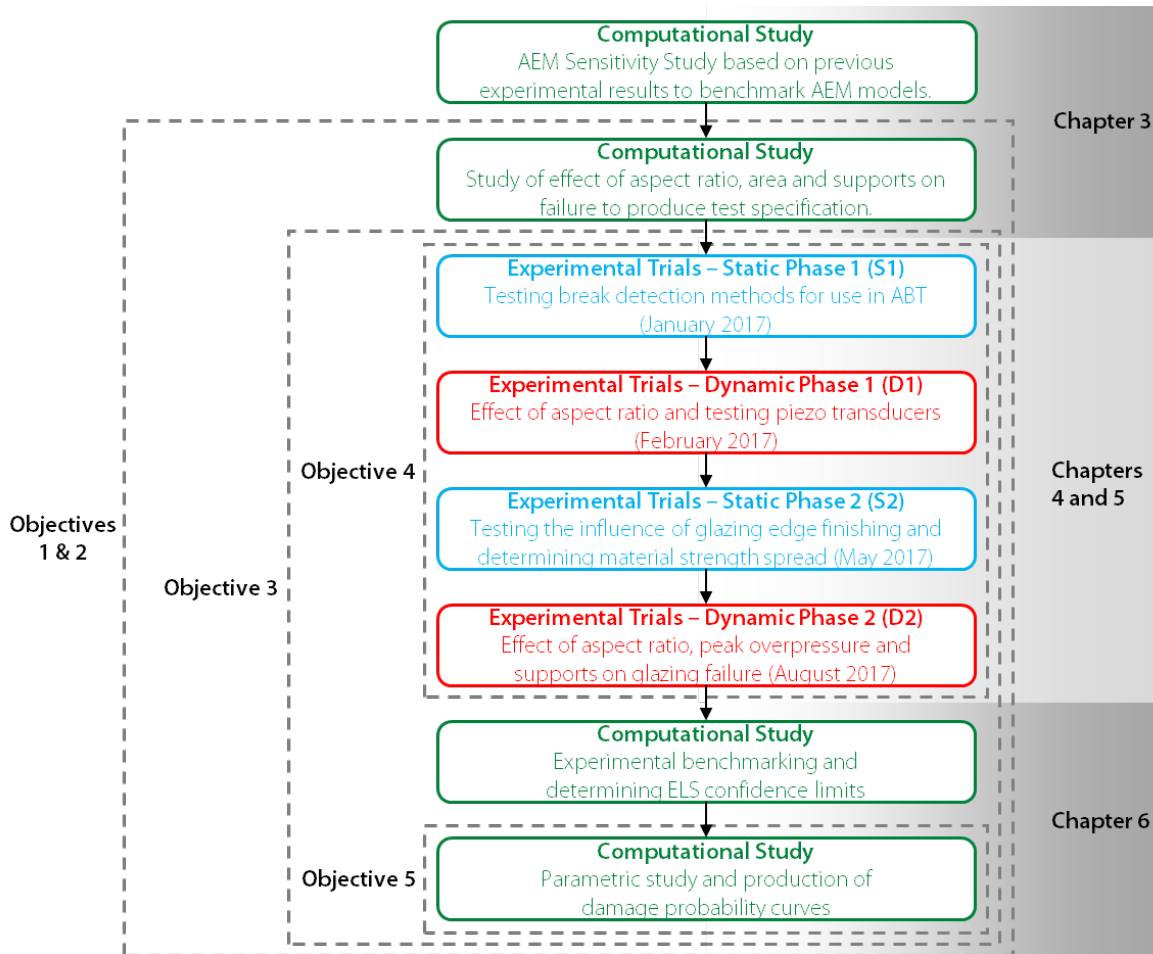 Computational Study
AEM Sensitivity Study based on previous
experimental results to benchmark AEM models.
Chapter 3
Computational Study
Study of effect of aspect ratio, area and supports on
failure to produce test specification.
Experimental Trials – Static Phase 1 (S1)
Testing break detection methods for use in ABT
(January 2017)
Experimental Trials – Dynamic Phase 1 (D1)
Effect of aspect ratio and testing piezo transducers
(February 2017)
Objective 4
Chapters
4 and 5
Experimental Trials – Static Phase 2 (S2)
Testing the influence of glazing edge finishing and
determining material strength spread (May 2017)
Objectives
1 & 2
Objective 3
Experimental Trials – Dynamic Phase 2 (D2)
Effect of aspect ratio, peak overpressure and
supports on glazing failure (August 2017)
Computational Study
Experimental benchmarking and
determining ELS confidence limits
Chapter 6
Computational Study
Parametric study and production of
damage probability curves
Objective 5